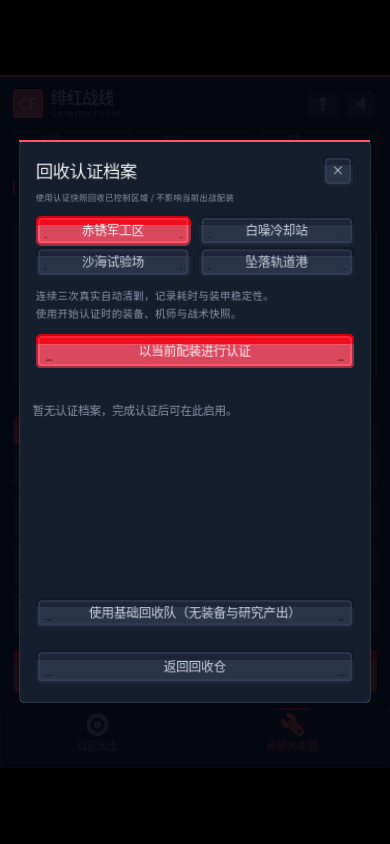 CF
绯红战线
?
回收认证档案
×
使用认证快照回收已控制区域 / 不影响当前出战配装
赤锈军工区
白噪冷却站
沙海试验场
坠落轨道港
连续三次真实自动清剿，记录耗时与装甲稳定性。
使用开始认证时的装备、机师与战术快照。
以当前配装进行认证
暂无认证档案，完成认证后可在此启用。
使用基础回收队（无装备与研究产出）
返回回收仓